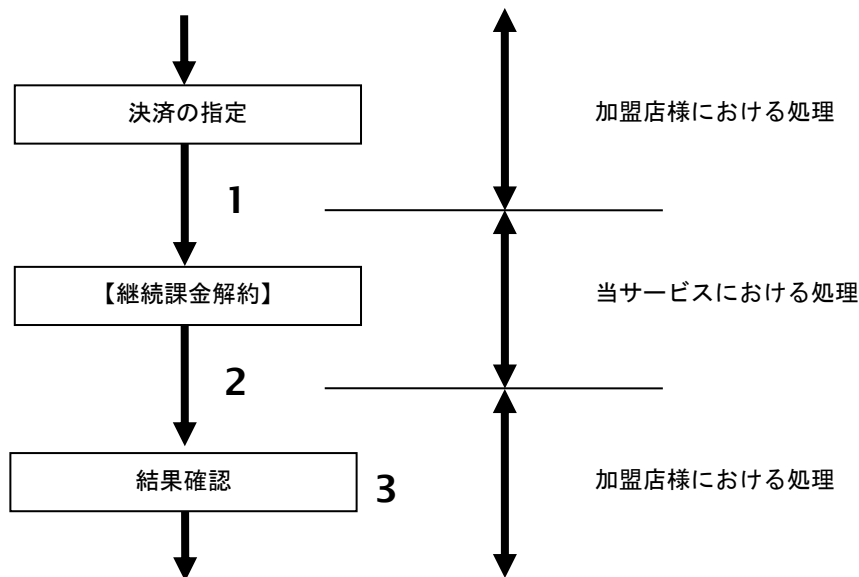 決済の指定
加盟店様における処理
1
【継続課金解約】
当サービスにおける処理
2
結果確認
3
加盟店様における処理